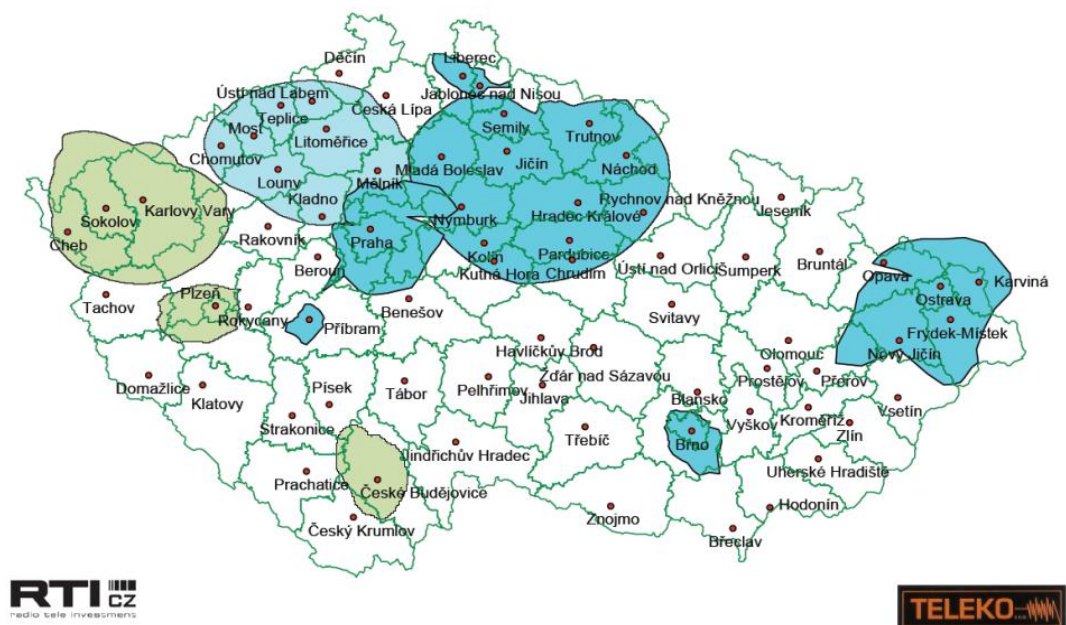 Děčín
Liberec
Jablonec nad Nisou
Ústí nad Labem
Teplice
Česká Lípa
Semily
Trutnov
Most
Litoměřice
Chomutov
Mladá Boleslav
Jičín
Náchod
Louny
Mělník
Kladno
Karlovy Vary
Sokolov
Cheb
Nymburk
Hradec Králové
Rychnov nad Kněžnou
Jeseník
Rakovník
Praha
Kolín
Pardubice
Beroun
Kutná Hora
Chrudim
Ústí nad Orlicí
Šumperk
Bruntál
Opava
Karviná
Ostrava
Tachov
Plzeň
Rokycany
Příbram
Benešov
Svitavy
Frýdek-Místek
Havlíčkův Brod
Olomouc
Nový Jičín
Domažlice
Klatovy
Písek
Tábor
Pelhřimov
Jihlava
Žďár nad Sázavou
Prostějov
Přerov
Blansko
Vsetín
Strakonice
Vyškov
Kroměříž
Zlín
Třebíč
Brno
Jindřichův Hradec
Uherské Hradiště
Prachatice
České Budějovice
Hodonín
Český Krumlov
Znojmo
Břeclav
RTI CZ
radio tele investment
TELEKO